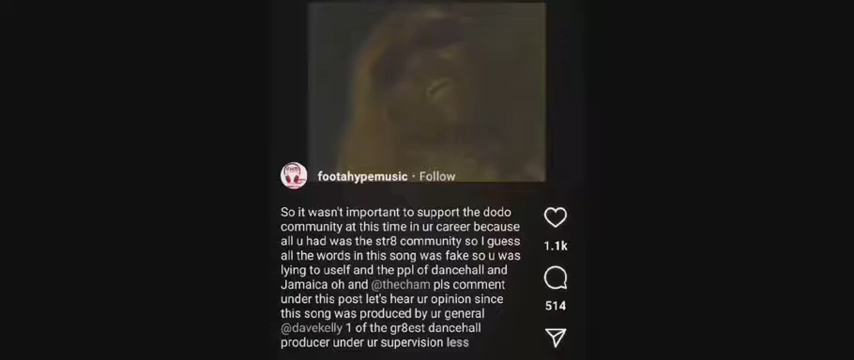 footahypemusic · Follow
So it wasn't important to support the dodo
community at this time in ur career because
all u had was the str8 community so I guess
all the words in this song was fake so u was
lying to uself and the ppl of dancehall and
Jamaica oh and @thecham pls comment
under this post let's hear ur opinion since
this song was produced by ur general
@davekelly 1 of the gr8est dancehall
producer under ur supervision less
1.1k
514